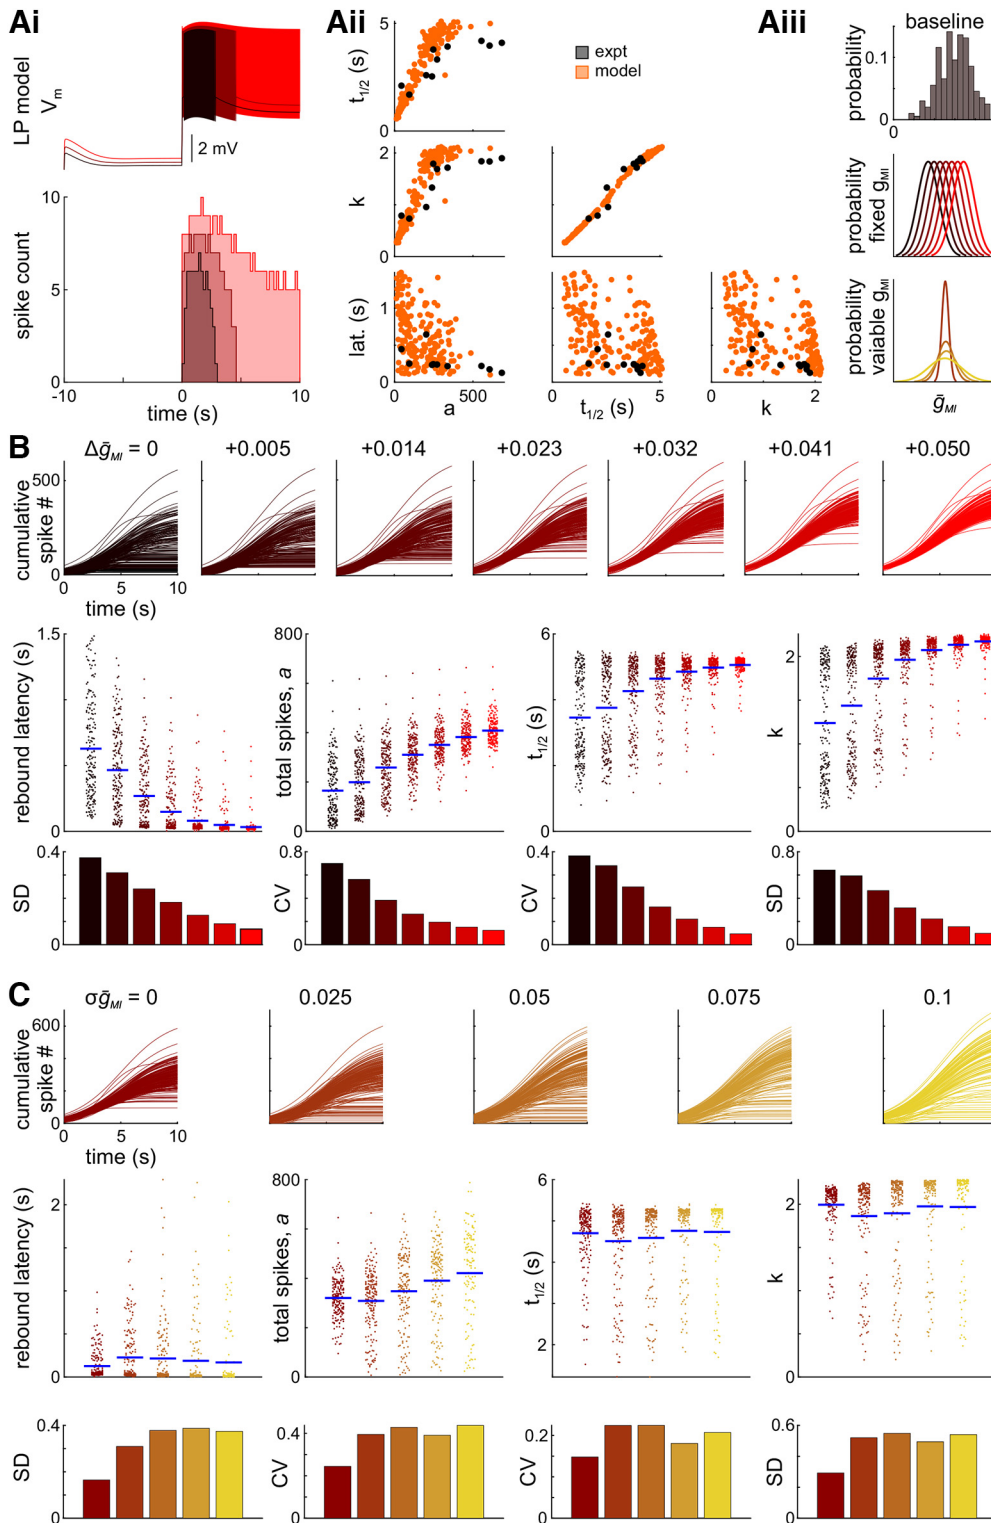 Ai
Aii
Aiii
LP model
Vm
2 mV
spike count
10
5
0
-10
0
10
time (s)
t1/2 (s)
5
0
expt
model
k
2
0
lat. (s)
1
0
0
500
a
0
5
t1/2 (s)
0
1
2
k
baseline
probability
0.1
0
0
probability
fixed gMI
probability
vaiable gMI
ḡMI
B
ΔḡMI = 0
+0.005
+0.014
+0.023
+0.032
+0.041
+0.050
cumulative
spike #
500
0
0
5
10
time (s)
rebound latency (s)
1.5
0
total spikes, a
800
0
t1/2 (s)
6
0
k
2
0
SD
0.4
0
CV
0.8
0
CV
0.4
0
SD
0.8
0
C
σḡMI = 0
0.025
0.05
0.075
0.1
cumulative
spike #
600
0
0
5
10
time (s)
rebound latency (s)
2
0
total spikes, a
800
0
t1/2 (s)
6
2
k
2
0
SD
0.4
0
CV
0.4
0
CV
0.2
0
SD
0.6
0